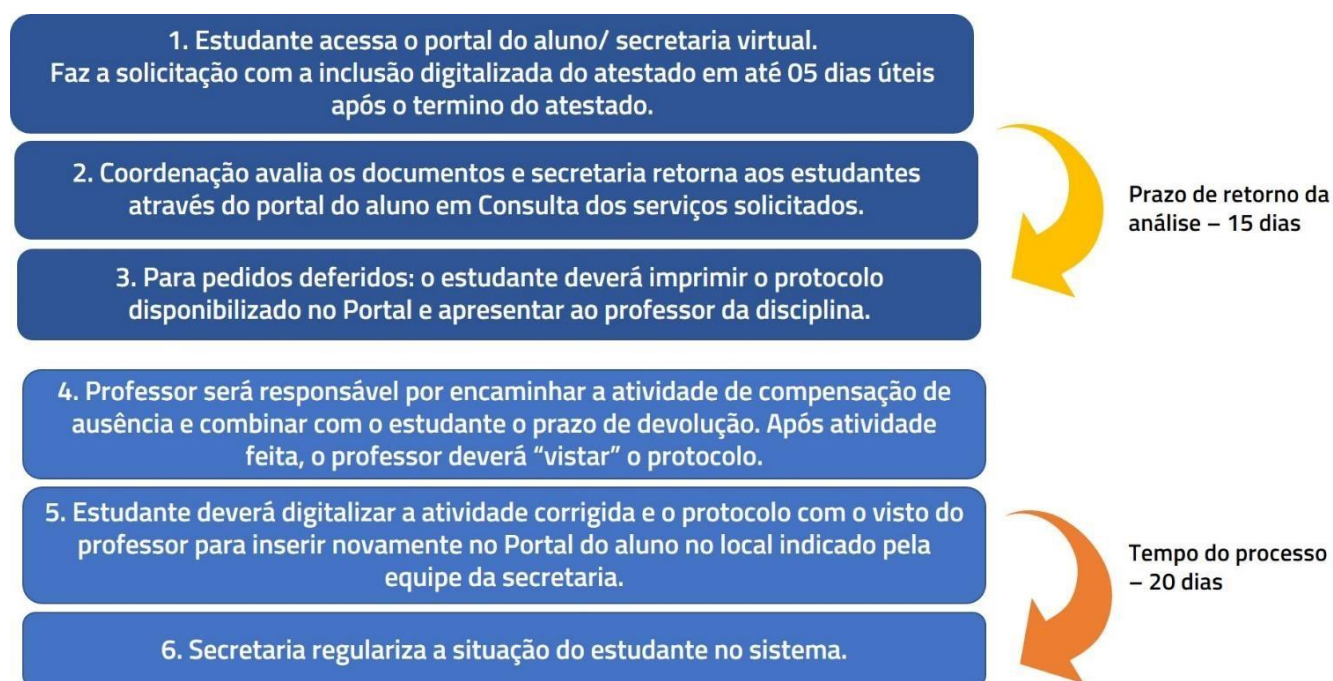 1. Estudante acessa o portal do aluno/ secretaria virtual.
Faz a solicitação com a inclusão digitalizada do atestado em até 05 dias úteis
após o termino do atestado.
2. Coordenação avalia os documentos e secretaria retorna aos estudantes
através do portal do aluno em Consulta dos serviços solicitados.
Prazo de retorno da
análise – 15 dias
3. Para pedidos deferidos: o estudante deverá imprimir o protocolo
disponibilizado no Portal e apresentar ao professor da disciplina.
4. Professor será responsável por encaminhar a atividade de compensação de
ausência e combinar com o estudante o prazo de devolução. Após atividade
feita, o professor deverá “vistar” o protocolo.
5. Estudante deverá digitalizar a atividade corrigida e o protocolo com o visto do
professor para inserir novamente no Portal do aluno no local indicado pela
equipe da secretaria.
Tempo do processo
– 20 dias
6. Secretaria regulariza a situação do estudante no sistema.